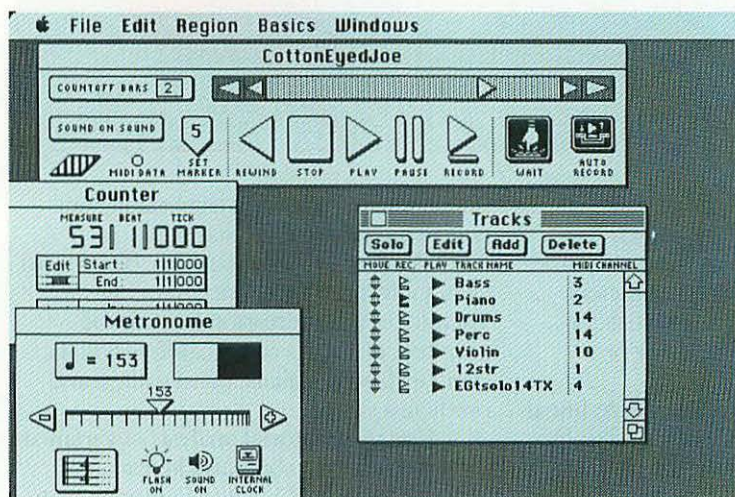 File Edit Region Basics Windows
CottonEyedJoe
COUNTOFF BARS 2
SOUND ON SOUND
5
MIDI DATA
SET MARKER
REWIND STOP PLAY PAUSE RECORD
WAIT
AUTO RECORD
Counter
MEASURE BEAT TICK
53|1|000
Edit Start: 1|1|000
End: 1|1|000
Metronome
= 153
153
FLASH ON
SOUND ON
INTERNAL CLOCK
Tracks
Solo Edit Add Delete
MOVE REC. PLAY TRACK NAME MIDI CHANNEL
Bass 3
Piano 2
Drums 14
Perc 14
Violin 10
12str 1
EGtsolo14TX 4